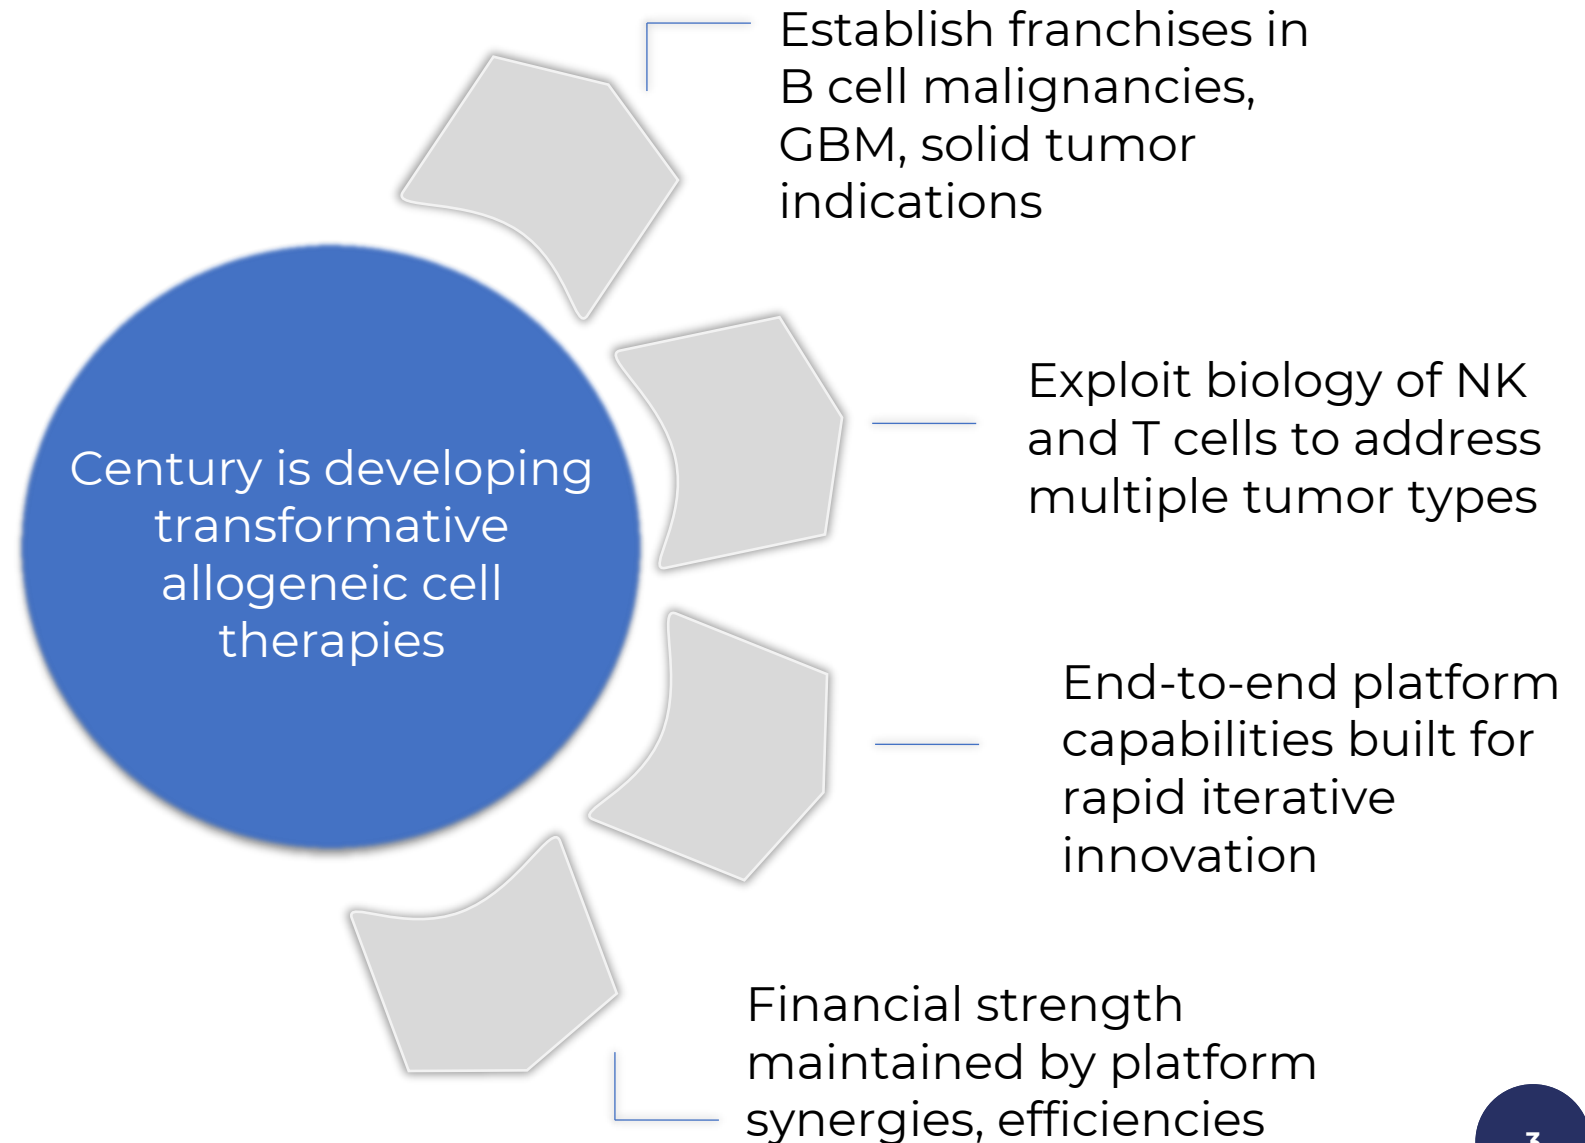 Establish franchises in
B cell malignancies,
GBM, solid tumor
indications
Century is developing
transformative
allogeneic cell
therapies
Exploit biology of NK
and T cells to address
multiple tumor types
End-to-end platform
capabilities built for
rapid iterative
innovation
Financial strength
maintained by platform
synergies, efficiencies
3